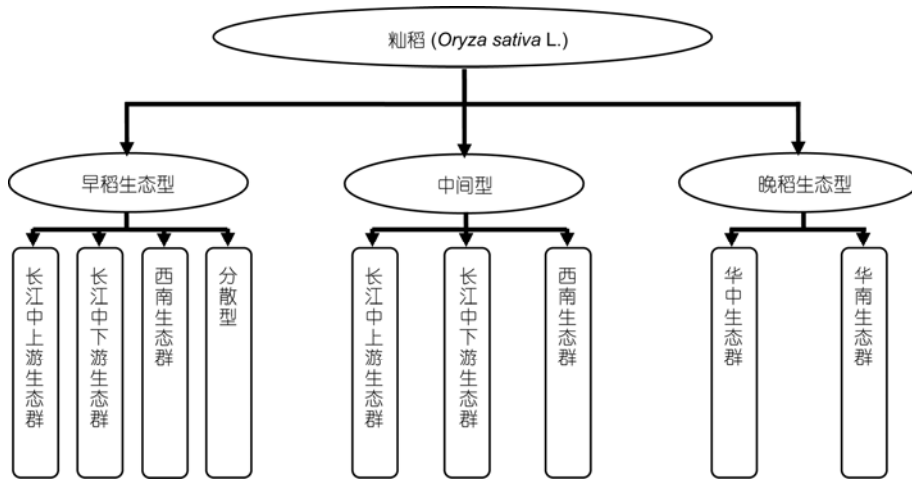 籼稻 (Oryza sativa L.)
早稻生态型
中间型
晚稻生态型
长江中上游生态群
长江中下游生态群
西南生态群
分散型
长江中上游生态群
长江中下游生态群
西南生态群
华中生态群
华南生态群